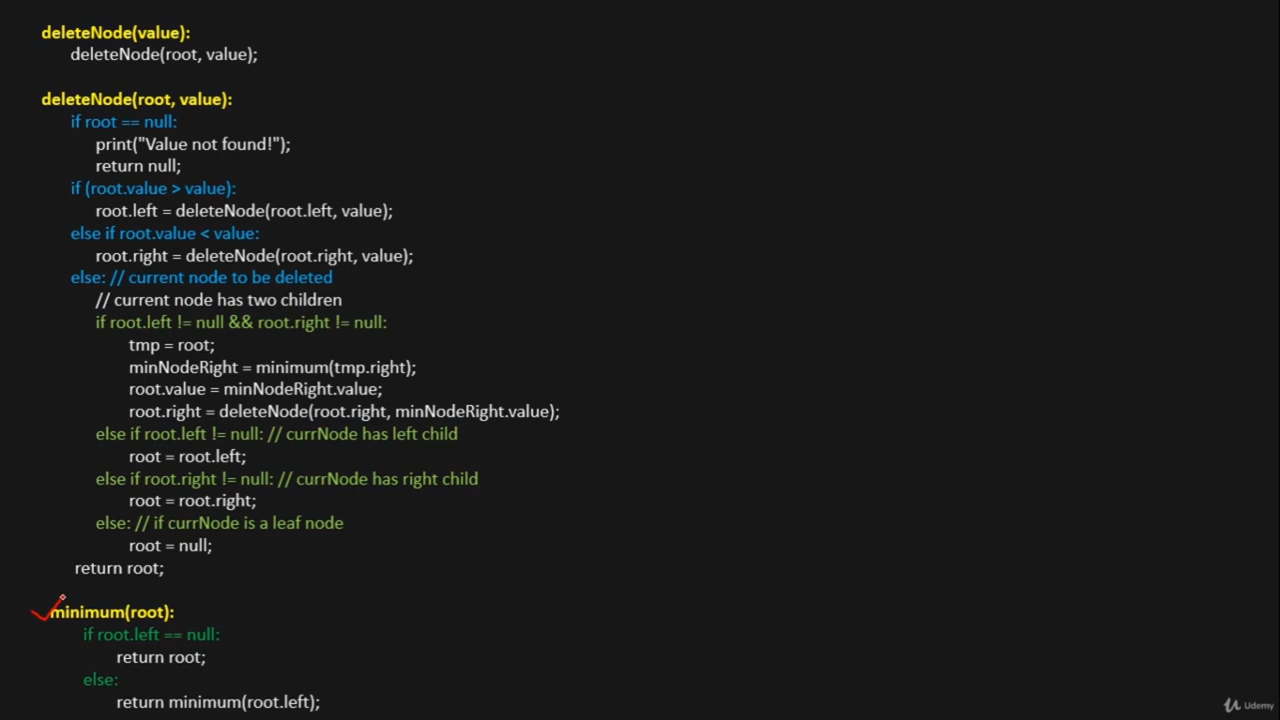 deleteNode(value):
deleteNode(root, value);
deleteNode(root, value):
if root == null:
print("Value not found!");
return null;
if (root.value > value):
root.left = deleteNode(root.left, value);
else if root.value < value:
root.right = deleteNode(root.right, value);
else: // current node to be deleted
// current node has two children
if root.left != null && root.right != null:
tmp = root;
minNodeRight = minimum(tmp.right);
root.value = minNodeRight.value;
root.right = deleteNode(root.right, minNodeRight.value);
else if root.left != null: // currNode has left child
root = root.left;
else if root.right != null: // currNode has right child
root = root.right;
else: // if currNode is a leaf node
root = null;
return root;
minimum(root):
if root.left == null:
return root;
else:
return minimum(root.left);
Udemy